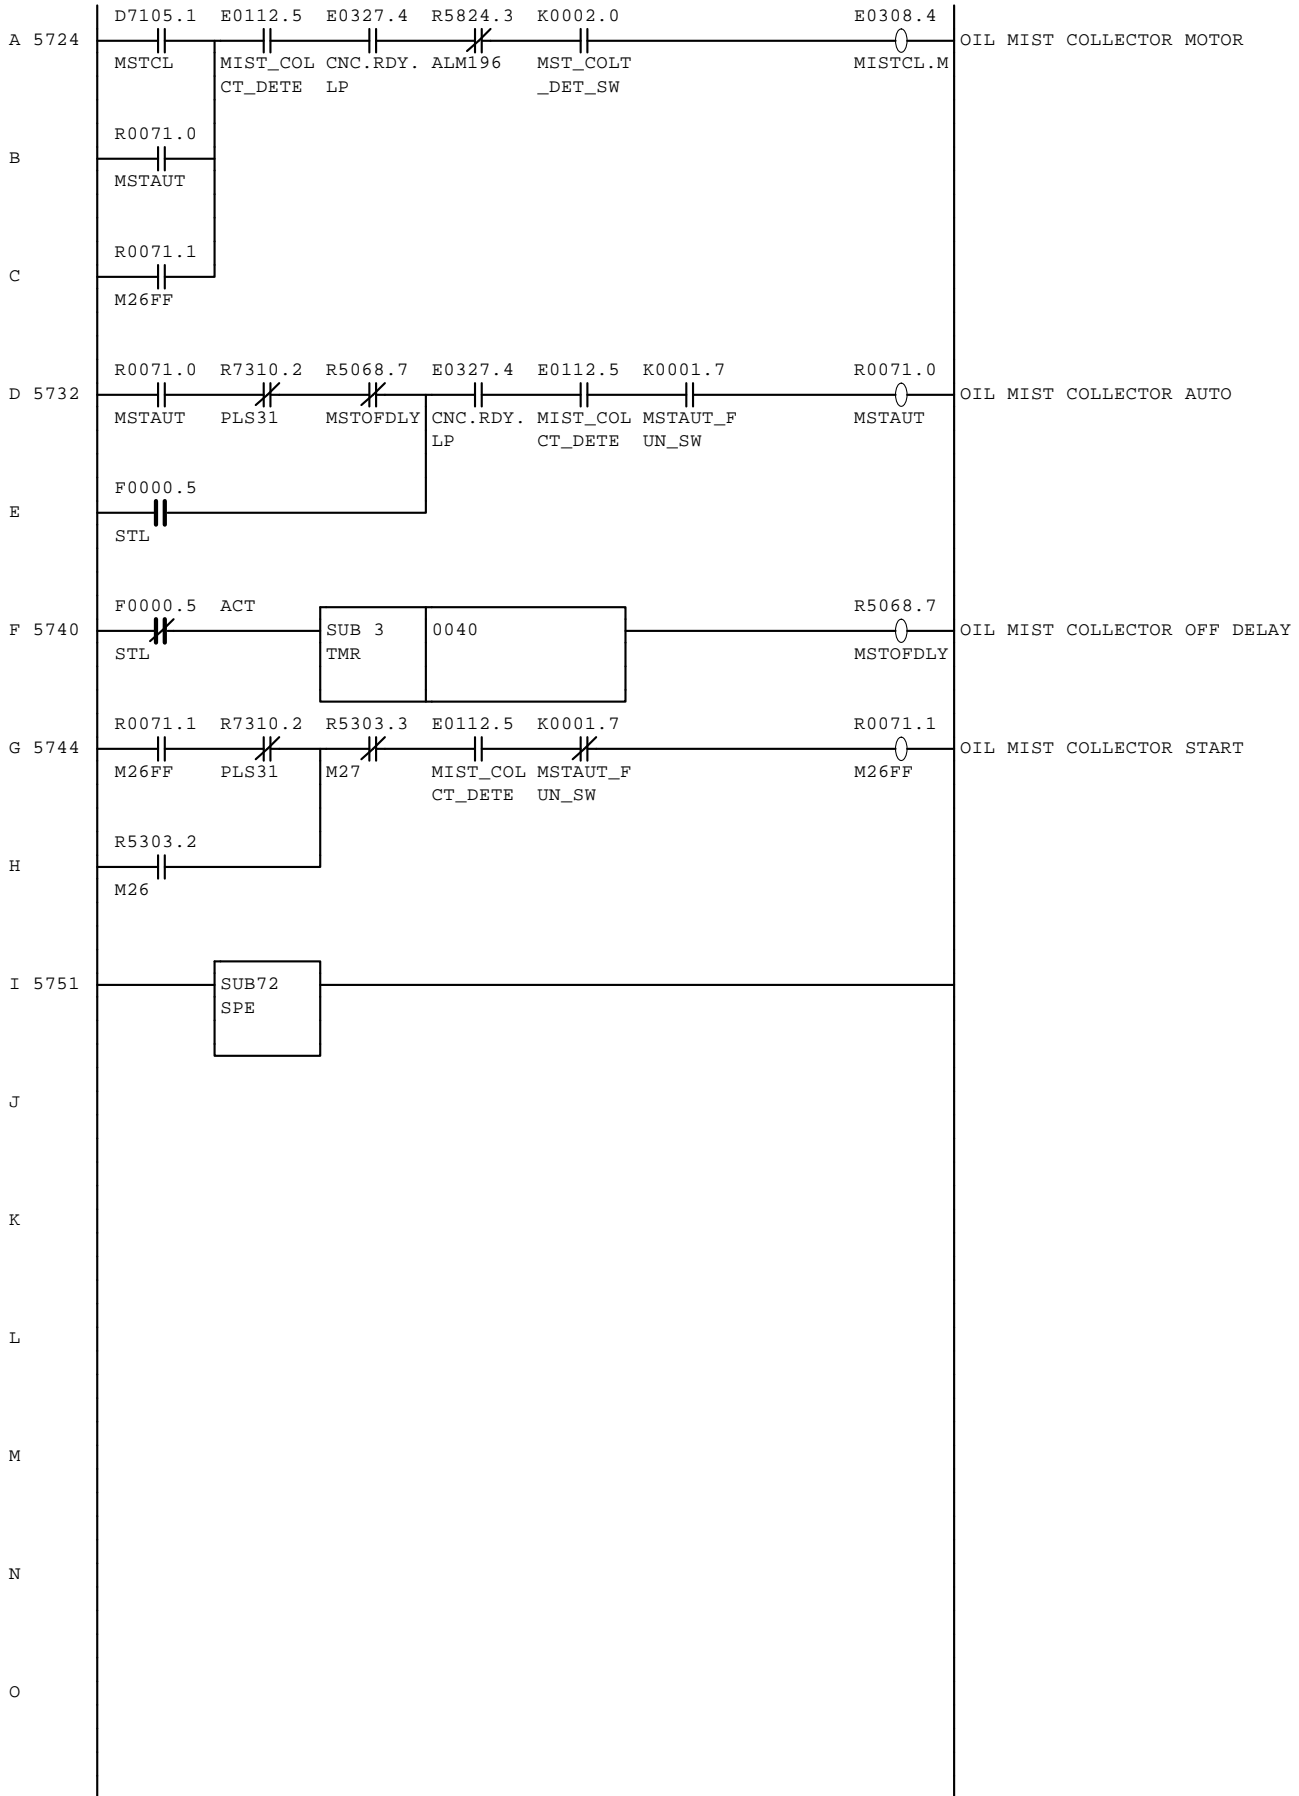 D7105.1 E0112.5 E0327.4 R5824.3 K0002.0 E0308.4
A 5724 OIL MIST COLLECTOR MOTOR
MSTCL MIST_COL CNC.RDY. ALM196 MST_COLT MISTCL.M
CT_DETE LP _DET_SW
R0071.0
B
MSTAUT
R0071.1
C
M26FF
R0071.0 R7310.2 R5068.7 E0327.4 E0112.5 K0001.7 R0071.0
D 5732 OIL MIST COLLECTOR AUTO
MSTAUT PLS31 MSTOFDLY CNC.RDY. MIST_COL MSTAUT_F MSTAUT
LP CT_DETE UN_SW
F0000.5
E
STL
F0000.5 ACT R5068.7
F 5740 SUB 3 0040 OIL MIST COLLECTOR OFF DELAY
STL TMR MSTOFDLY
R0071.1 R7310.2 R5303.3 E0112.5 K0001.7 R0071.1
G 5744 OIL MIST COLLECTOR START
M26FF PLS31 M27 MIST_COL MSTAUT_F M26FF
CT_DETE UN_SW
R5303.2
H
M26
I 5751 SUB72
SPE
J
K
L
M
N
O